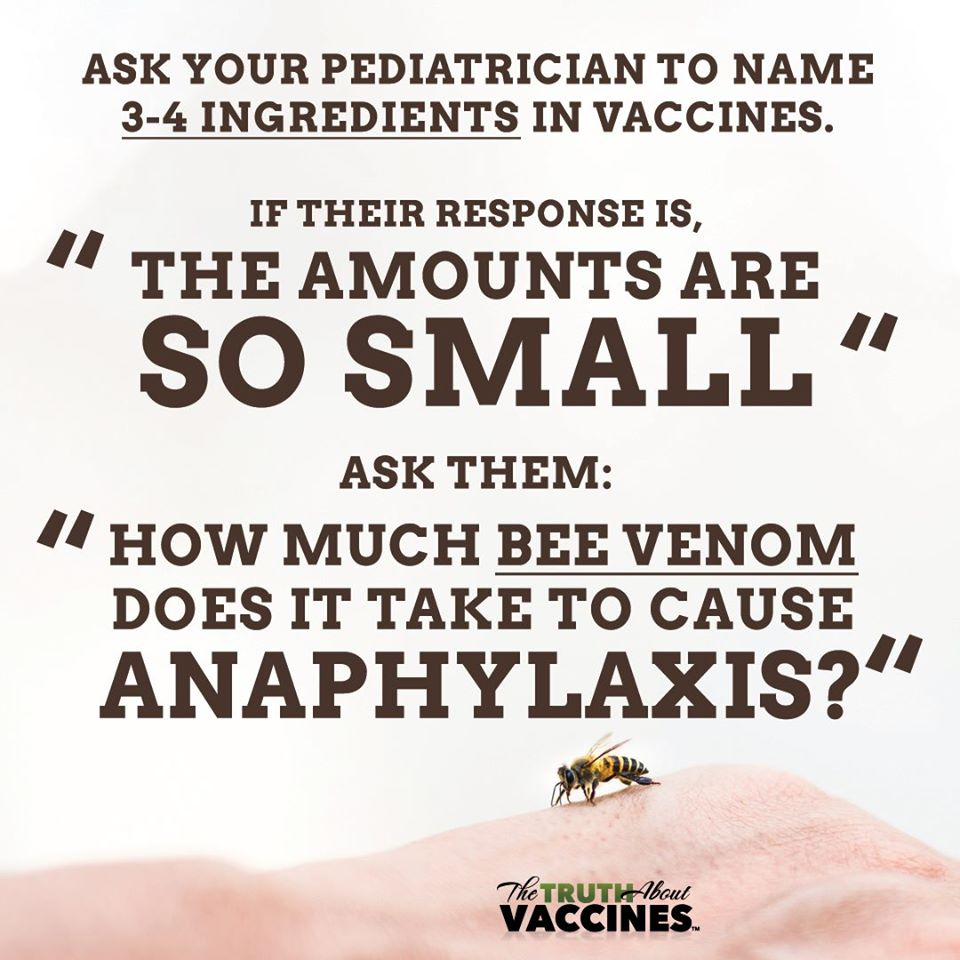 ASK YOUR PEDIATRICIAN TO NAME
3-4 INGREDIENTS IN VACCINES.
IF THEIR RESPONSE IS,
"THE AMOUNTS ARE
SO SMALL"
ASK THEM:
"HOW MUCH BEE VENOM
DOES IT TAKE TO CAUSE
ANAPHYLAXIS?"
The TRUTH About
VACCINES™